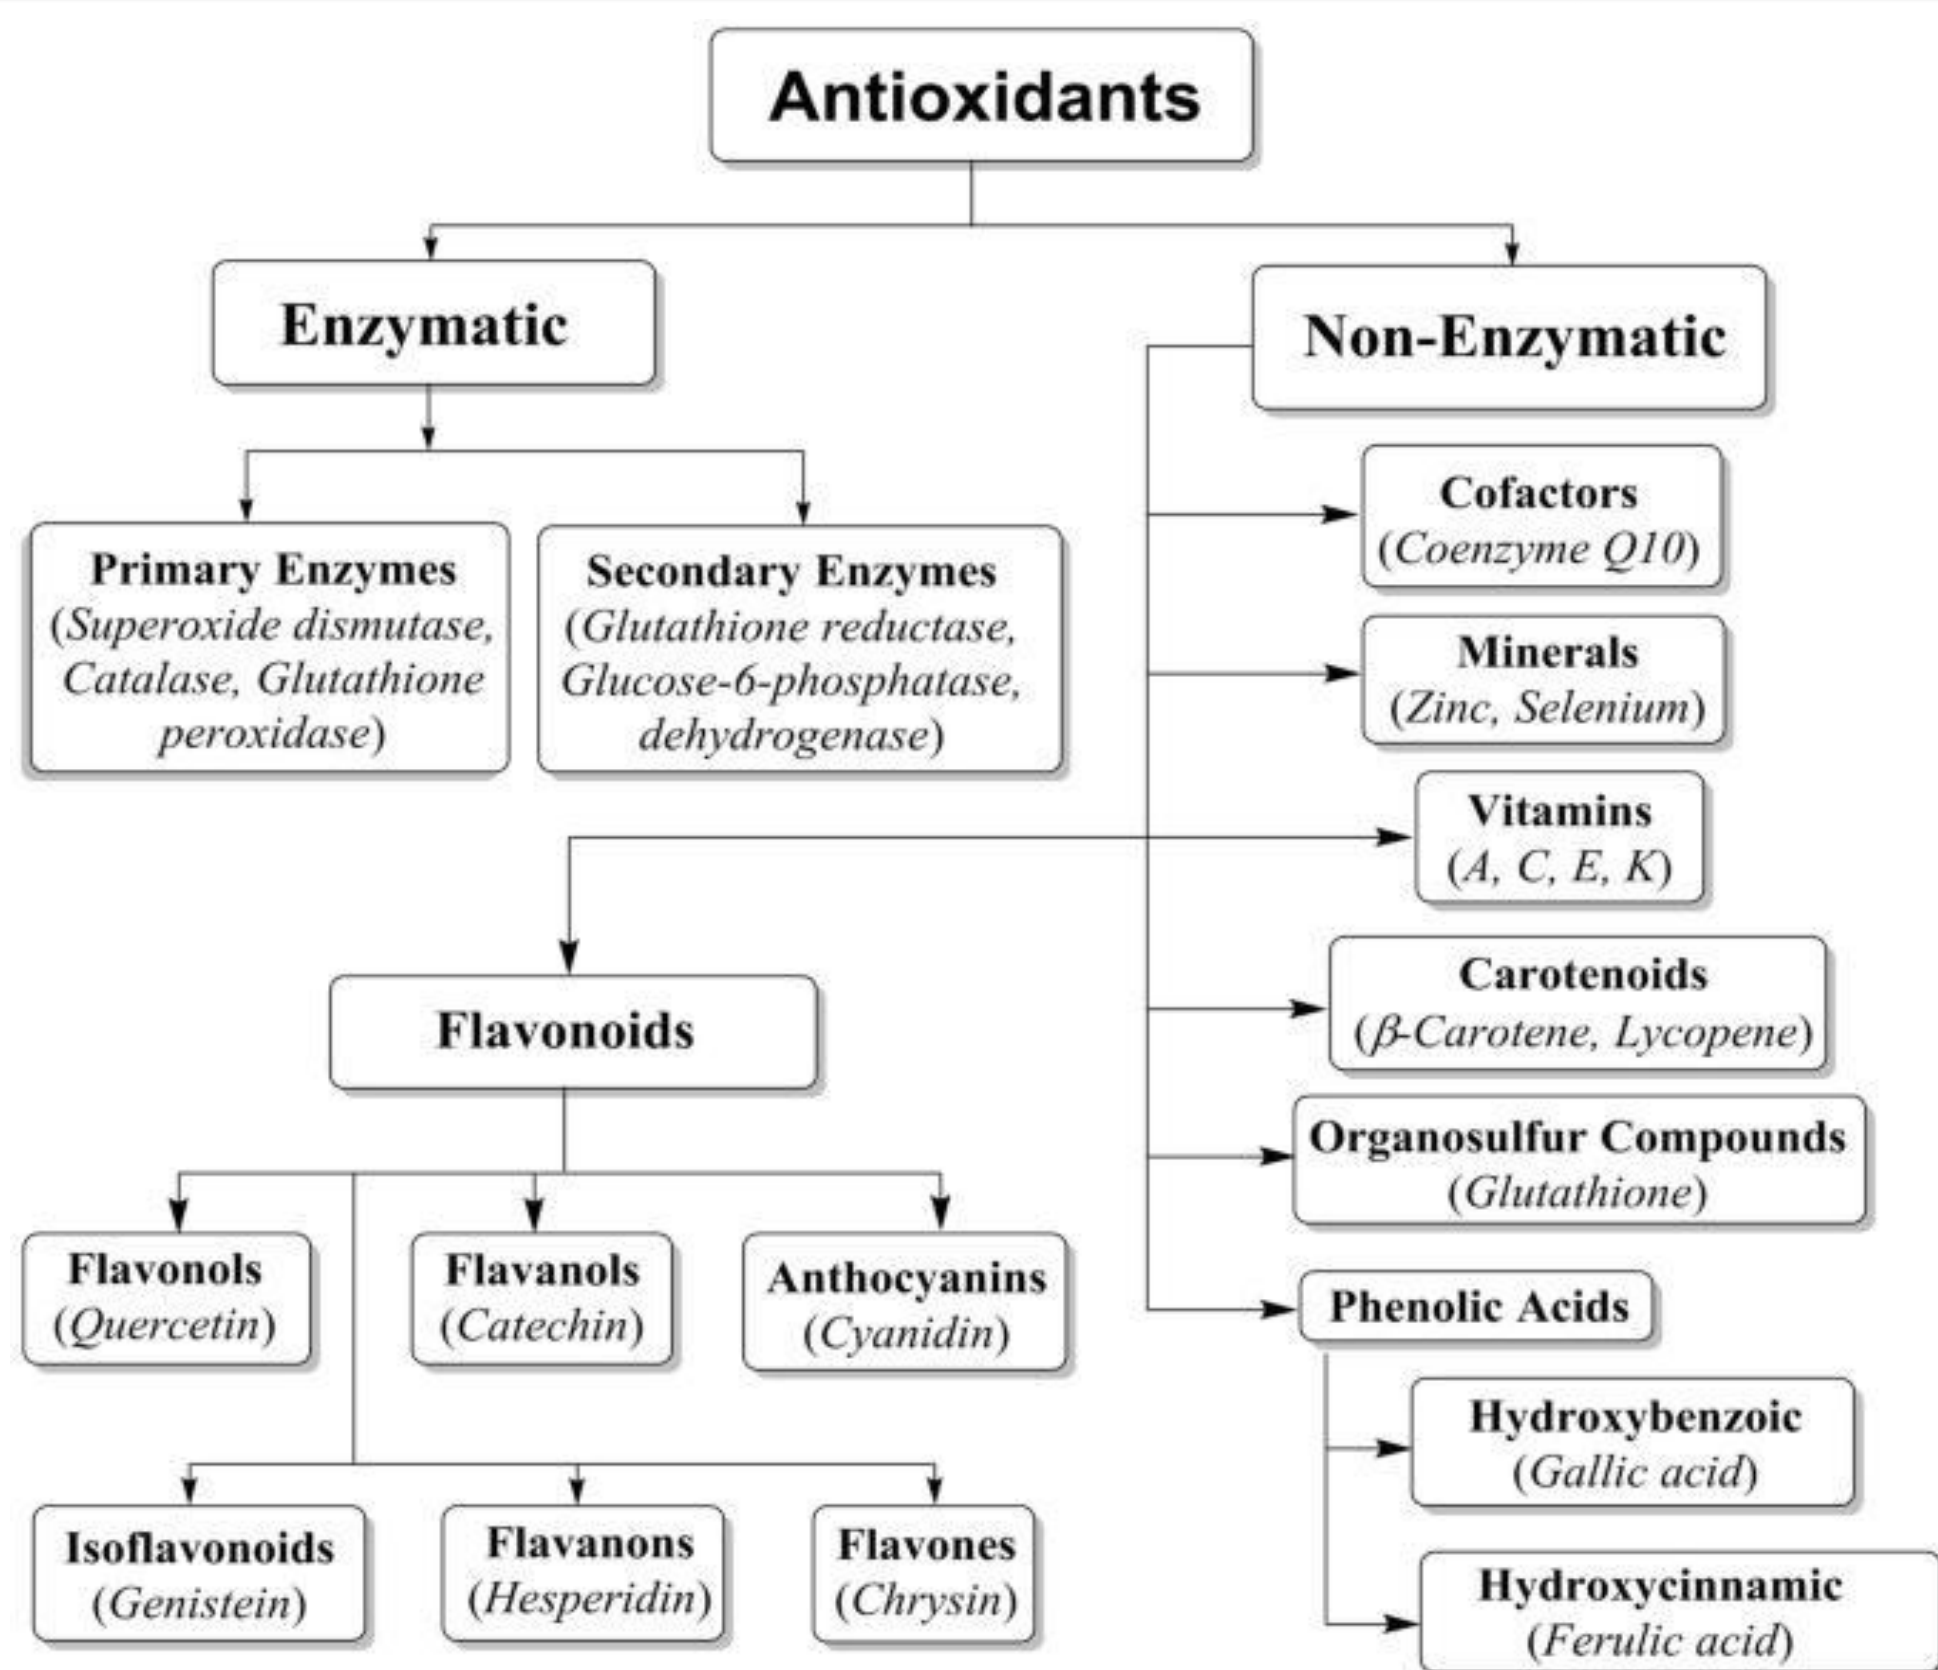 Antioxidants
Enzymatic
Non-Enzymatic
Primary Enzymes
(Superoxide dismutase,
Catalase, Glutathione
peroxidase)
Secondary Enzymes
(Glutathione reductase,
Glucose-6-phosphatase,
dehydrogenase)
Cofactors
(Coenzyme Q10)
Minerals
(Zinc, Selenium)
Vitamins
(A, C, E, K)
Carotenoids
(β-Carotene, Lycopene)
Organosulfur Compounds
(Glutathione)
Phenolic Acids
Hydroxybenzoic
(Gallic acid)
Hydroxycinnamic
(Ferulic acid)
Flavonoids
Flavonols
(Quercetin)
Flavanols
(Catechin)
Anthocyanins
(Cyanidin)
Isoflavonoids
(Genistein)
Flavanons
(Hesperidin)
Flavones
(Chrysin)